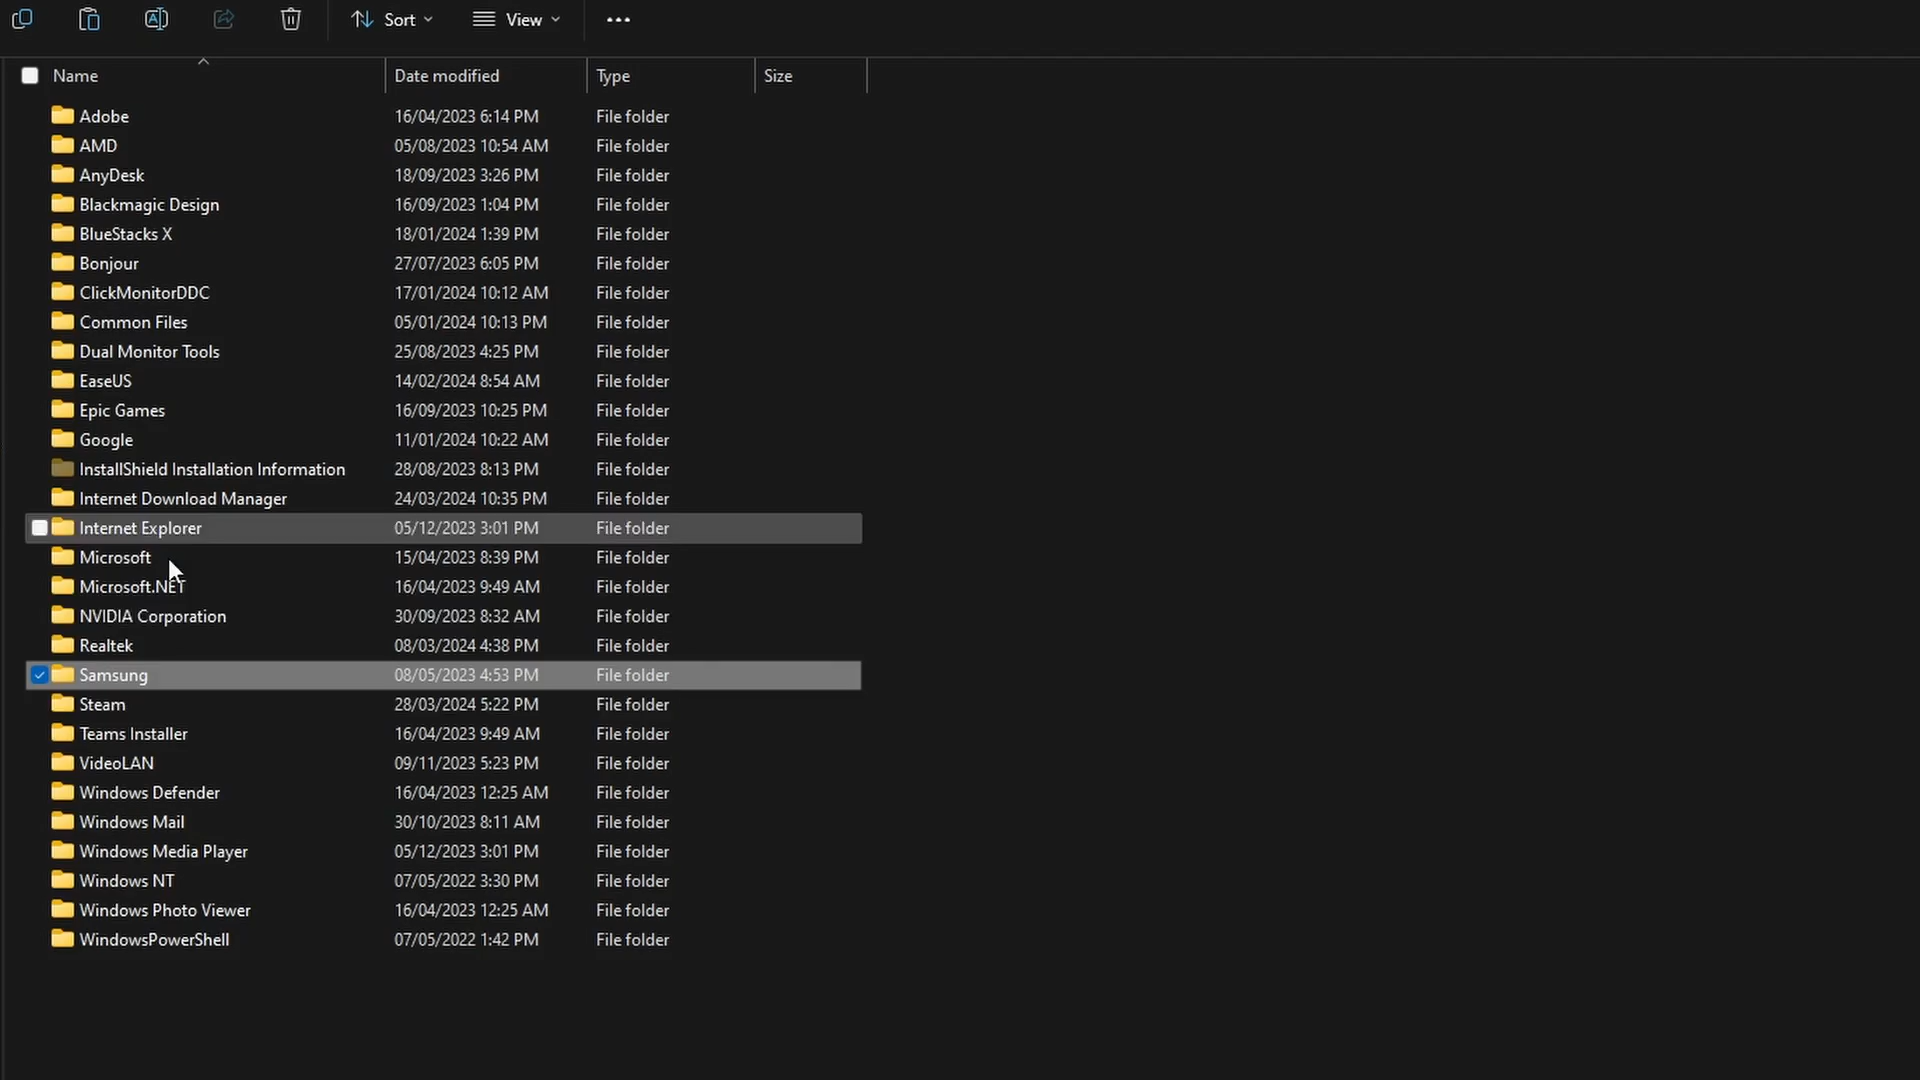 Sort View
Name Date modified Type Size
Adobe 16/04/2023 6:14 PM File folder
AMD 05/08/2023 10:54 AM File folder
AnyDesk 18/09/2023 3:26 PM File folder
Blackmagic Design 16/09/2023 1:04 PM File folder
BlueStacks X 18/01/2024 1:39 PM File folder
Bonjour 27/07/2023 6:05 PM File folder
ClickMonitorDDC 17/01/2024 10:12 AM File folder
Common Files 05/01/2024 10:13 PM File folder
Dual Monitor Tools 25/08/2023 4:25 PM File folder
EaseUS 14/02/2024 8:54 AM File folder
Epic Games 16/09/2023 10:25 PM File folder
Google 11/01/2024 10:22 AM File folder
InstallShield Installation Information 28/08/2023 8:13 PM File folder
Internet Download Manager 24/03/2024 10:35 PM File folder
Internet Explorer 05/12/2023 3:01 PM File folder
Microsoft 15/04/2023 8:39 PM File folder
Microsoft.NET 16/04/2023 9:49 AM File folder
NVIDIA Corporation 30/09/2023 8:32 AM File folder
Realtek 08/03/2024 4:38 PM File folder
Samsung 08/05/2023 4:53 PM File folder
Steam 28/03/2024 5:22 PM File folder
Teams Installer 16/04/2023 9:49 AM File folder
VideoLAN 09/11/2023 5:23 PM File folder
Windows Defender 16/04/2023 12:25 AM File folder
Windows Mail 30/10/2023 8:11 AM File folder
Windows Media Player 05/12/2023 3:01 PM File folder
Windows NT 07/05/2022 3:30 PM File folder
Windows Photo Viewer 16/04/2023 12:25 AM File folder
WindowsPowerShell 07/05/2022 1:42 PM File folder